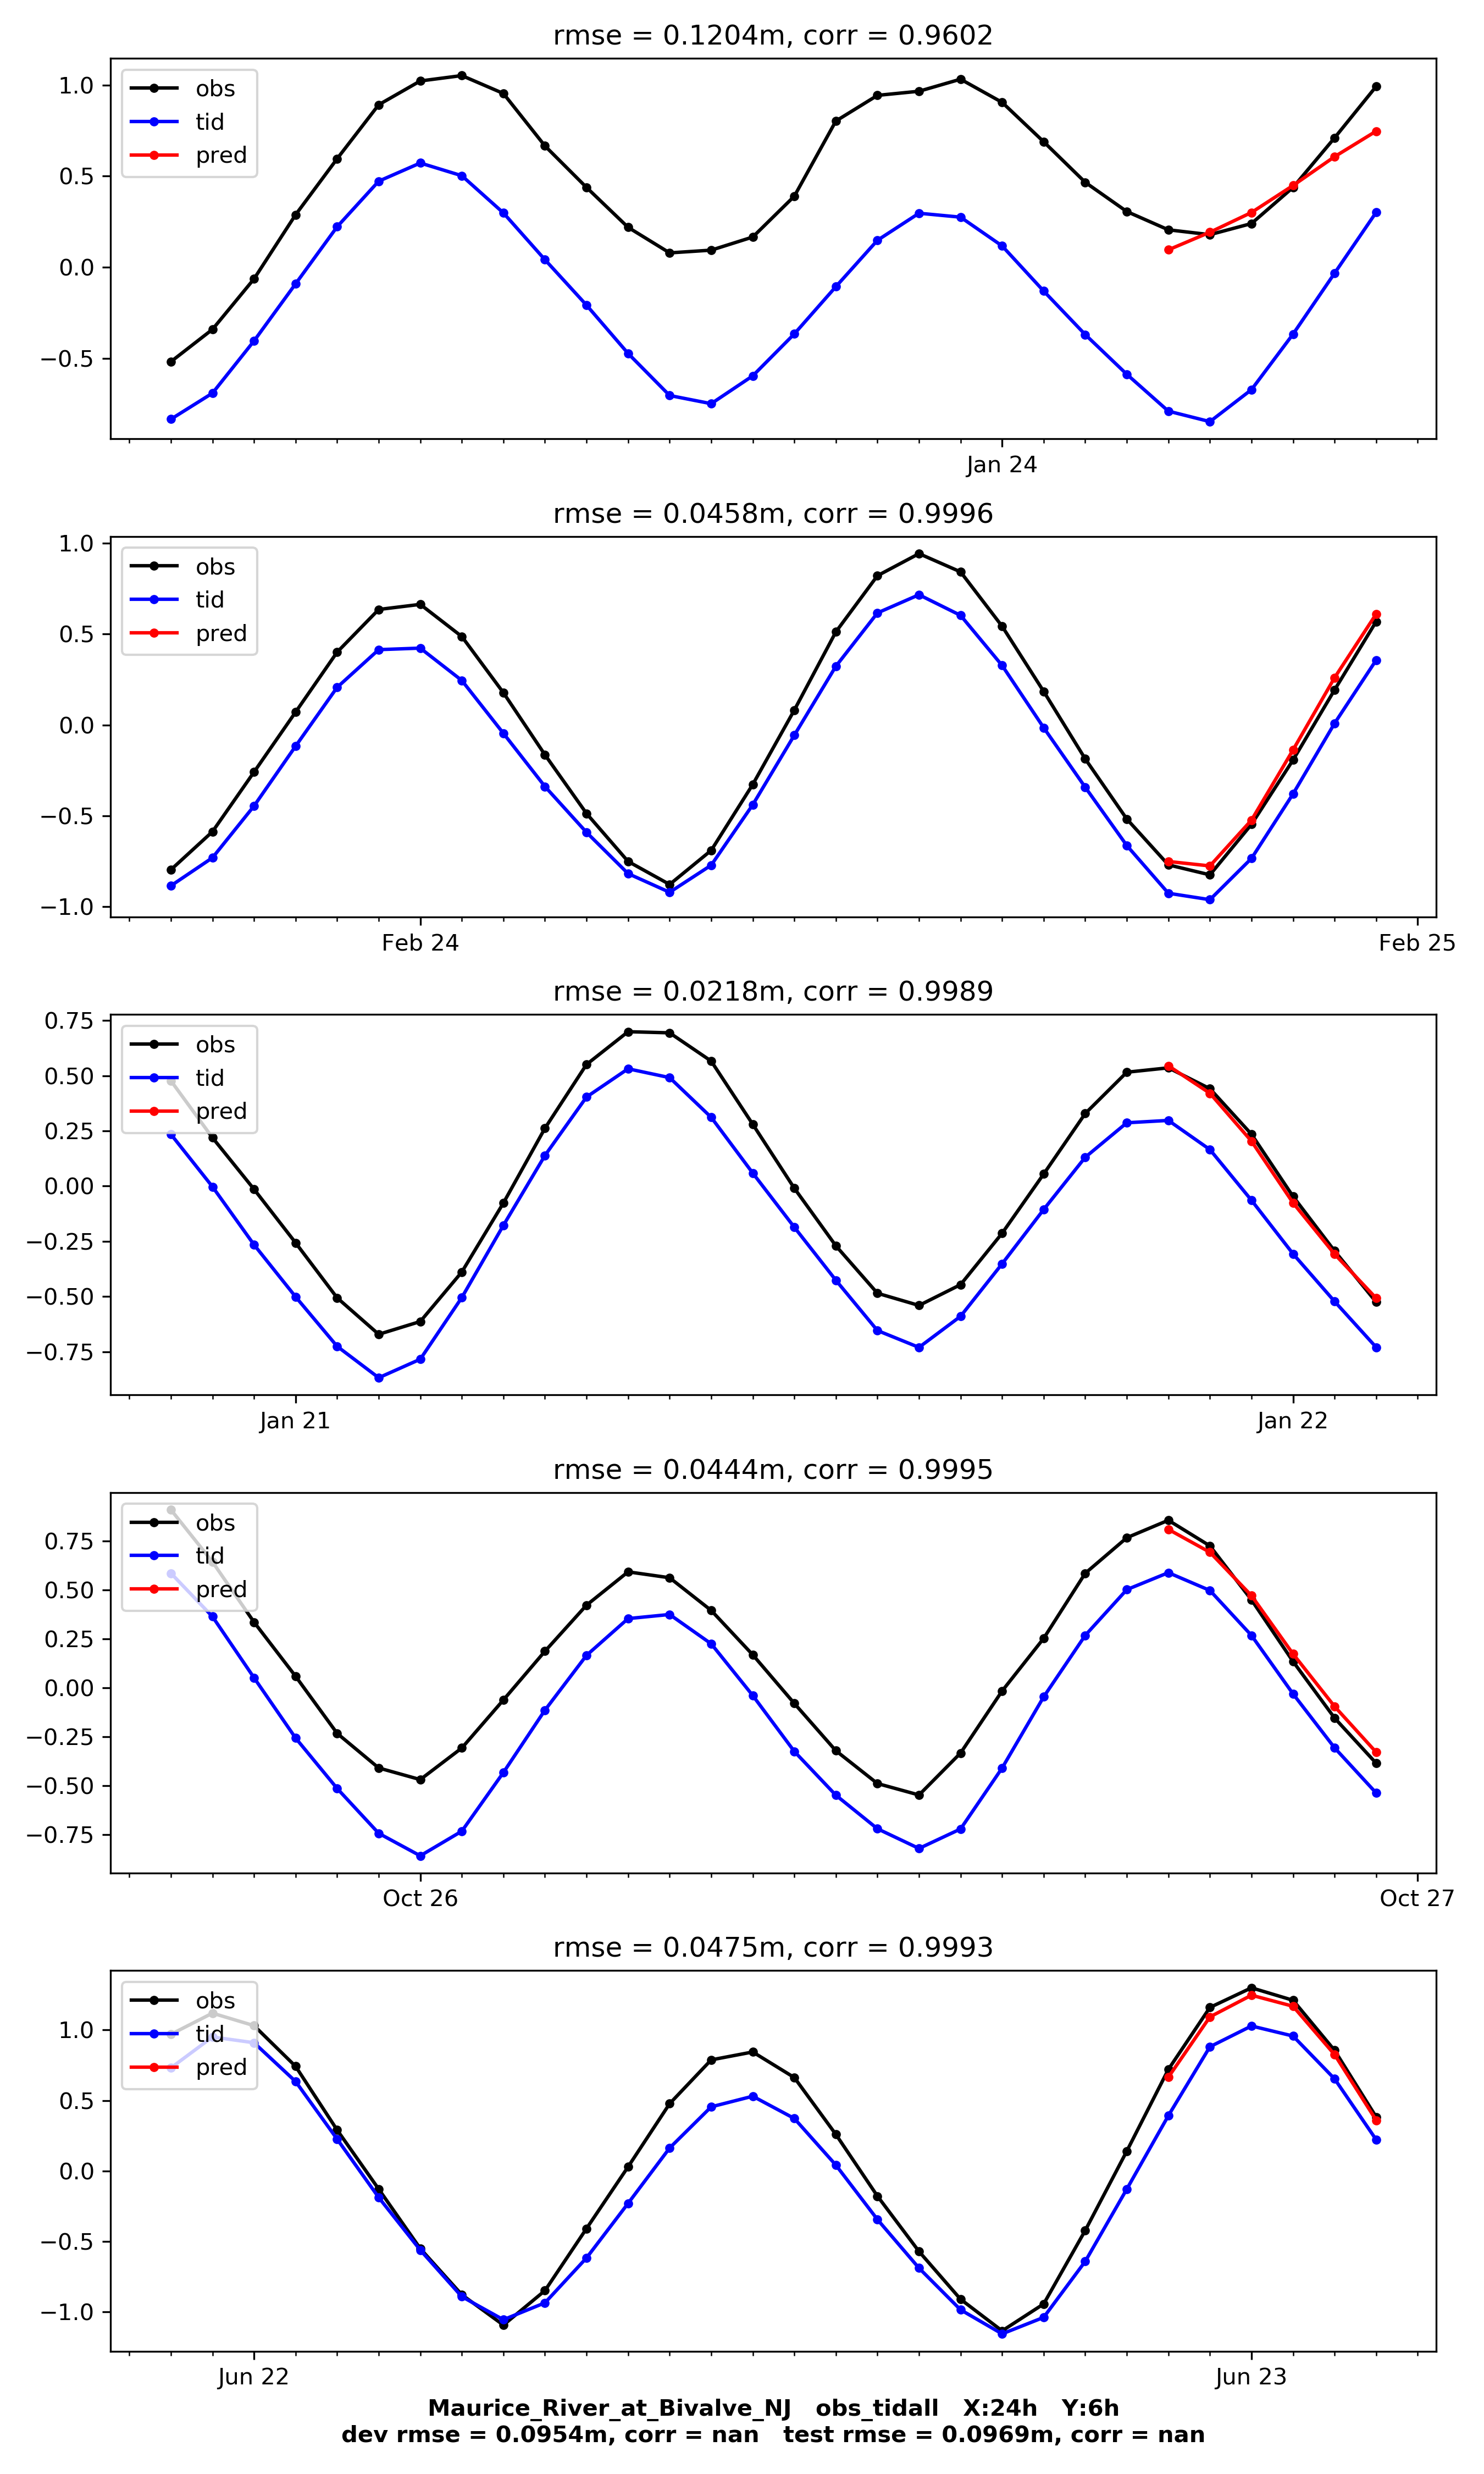 rmse = 0.1204m, corr = 0.9602
1.0
0.5
0.0
−0.5
obs
tid
pred
Jan 24
rmse = 0.0458m, corr = 0.9996
1.0
0.5
0.0
−0.5
−1.0
obs
tid
pred
Feb 24
Feb 25
rmse = 0.0218m, corr = 0.9989
0.75
0.50
0.25
0.00
−0.25
−0.50
−0.75
obs
tid
pred
Jan 21
Jan 22
rmse = 0.0444m, corr = 0.9995
0.75
0.50
0.25
0.00
−0.25
−0.50
−0.75
obs
tid
pred
Oct 26
Oct 27
rmse = 0.0475m, corr = 0.9993
1.0
0.5
0.0
−0.5
−1.0
obs
tid
pred
Jun 22
Jun 23
Maurice_River_at_Bivalve_NJ obs_tidall X:24h Y:6h
dev rmse = 0.0954m, corr = nan test rmse = 0.0969m, corr = nan